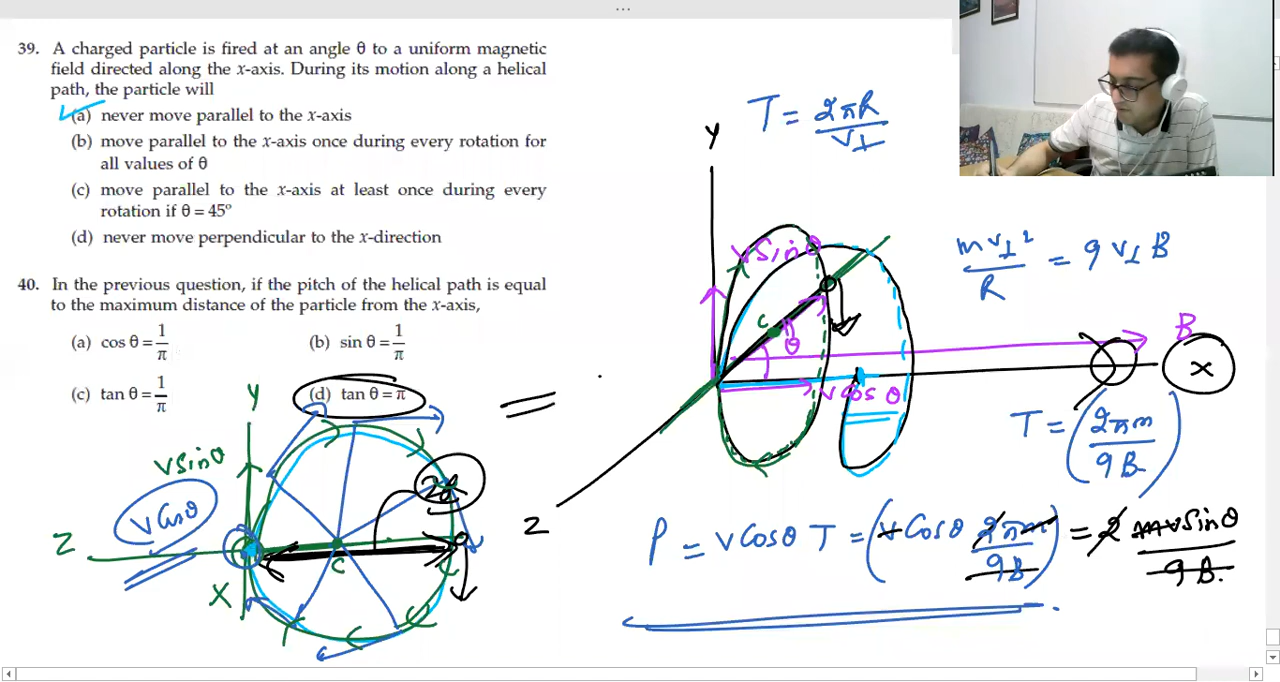 39. A charged particle is fired at an angle θ to a uniform magnetic
field directed along the x-axis. During its motion along a helical
path, the particle will
(a) never move parallel to the x-axis
(b) move parallel to the x-axis once during every rotation for
all values of θ
(c) move parallel to the x-axis at least once during every
rotation if θ = 45°
(d) never move perpendicular to the x-direction
40. In the previous question, if the pitch of the helical path is equal
to the maximum distance of the particle from the x-axis,
(a) cos θ = 1/π
(b) sin θ = 1/π
(c) tan θ = 1/π
(d) tan θ = π
T = 2πR/v⊥
Y
vSinθ
mv⊥²/R = qv⊥B
B
C
θ
X
vCosθ
T = (2πm/qB)
Z
P = vCosθ T = (vCosθ 2πm/qB) = 2 mvSinθ/qB.
Y
vSinθ
vCosθ
Z
C
X